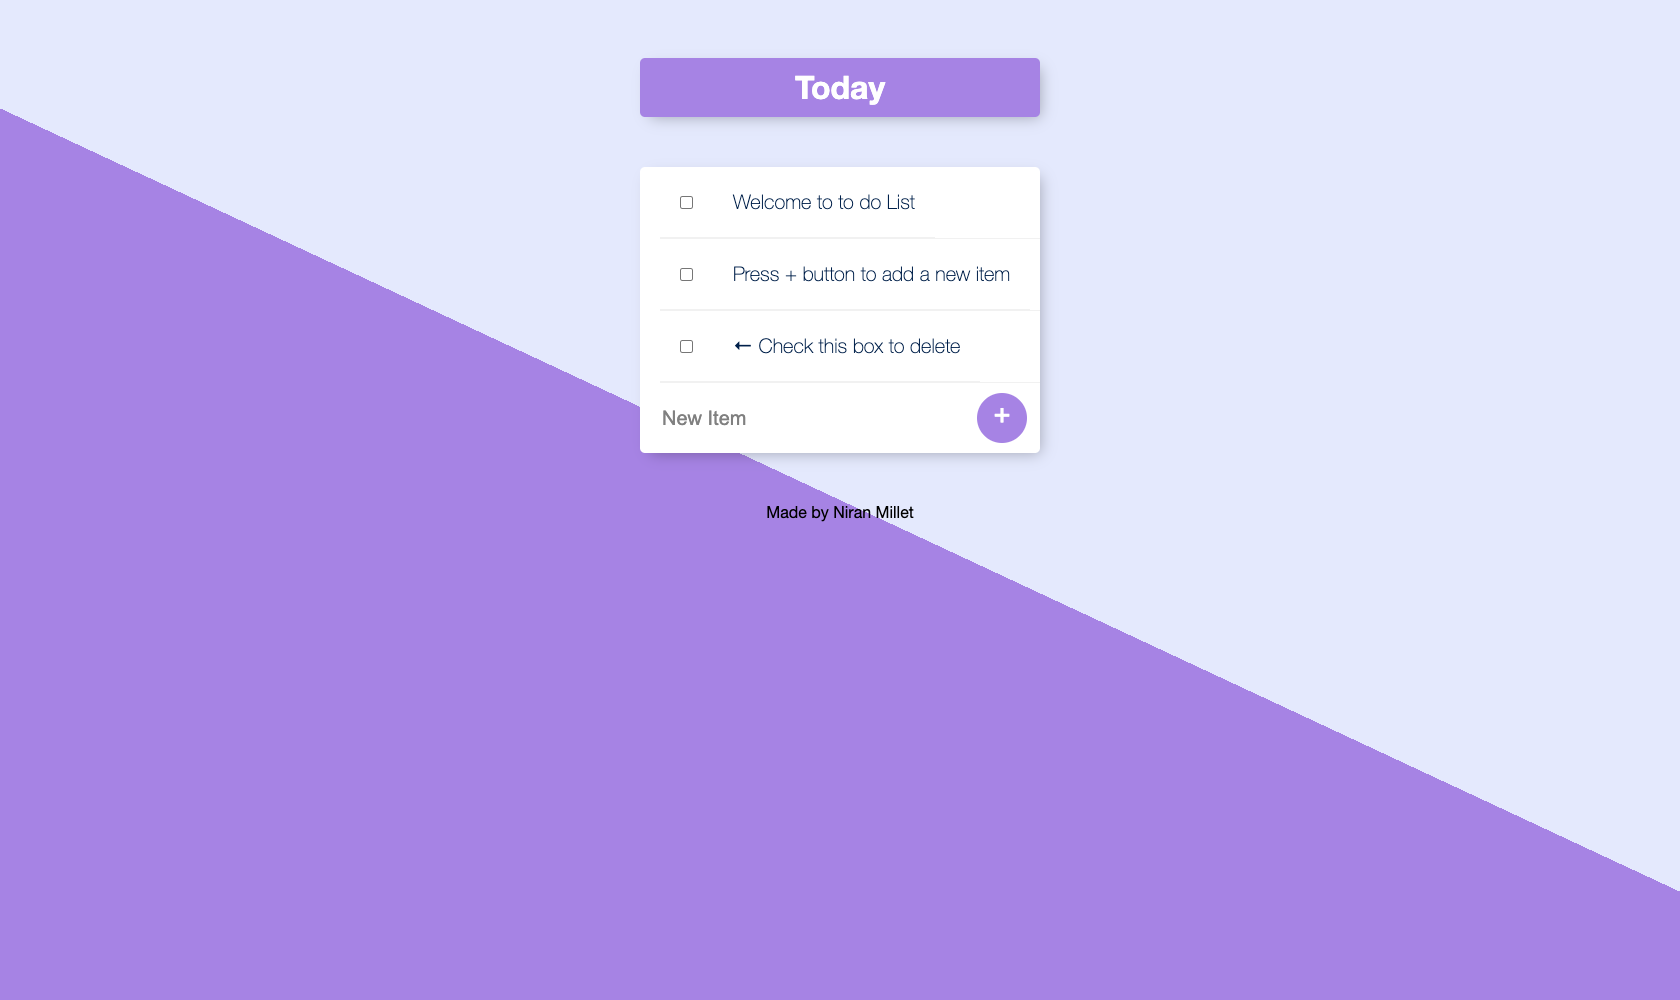 Today
Welcome to to do List
Press + button to add a new item
← Check this box to delete
New Item +
Made by Niran Millet